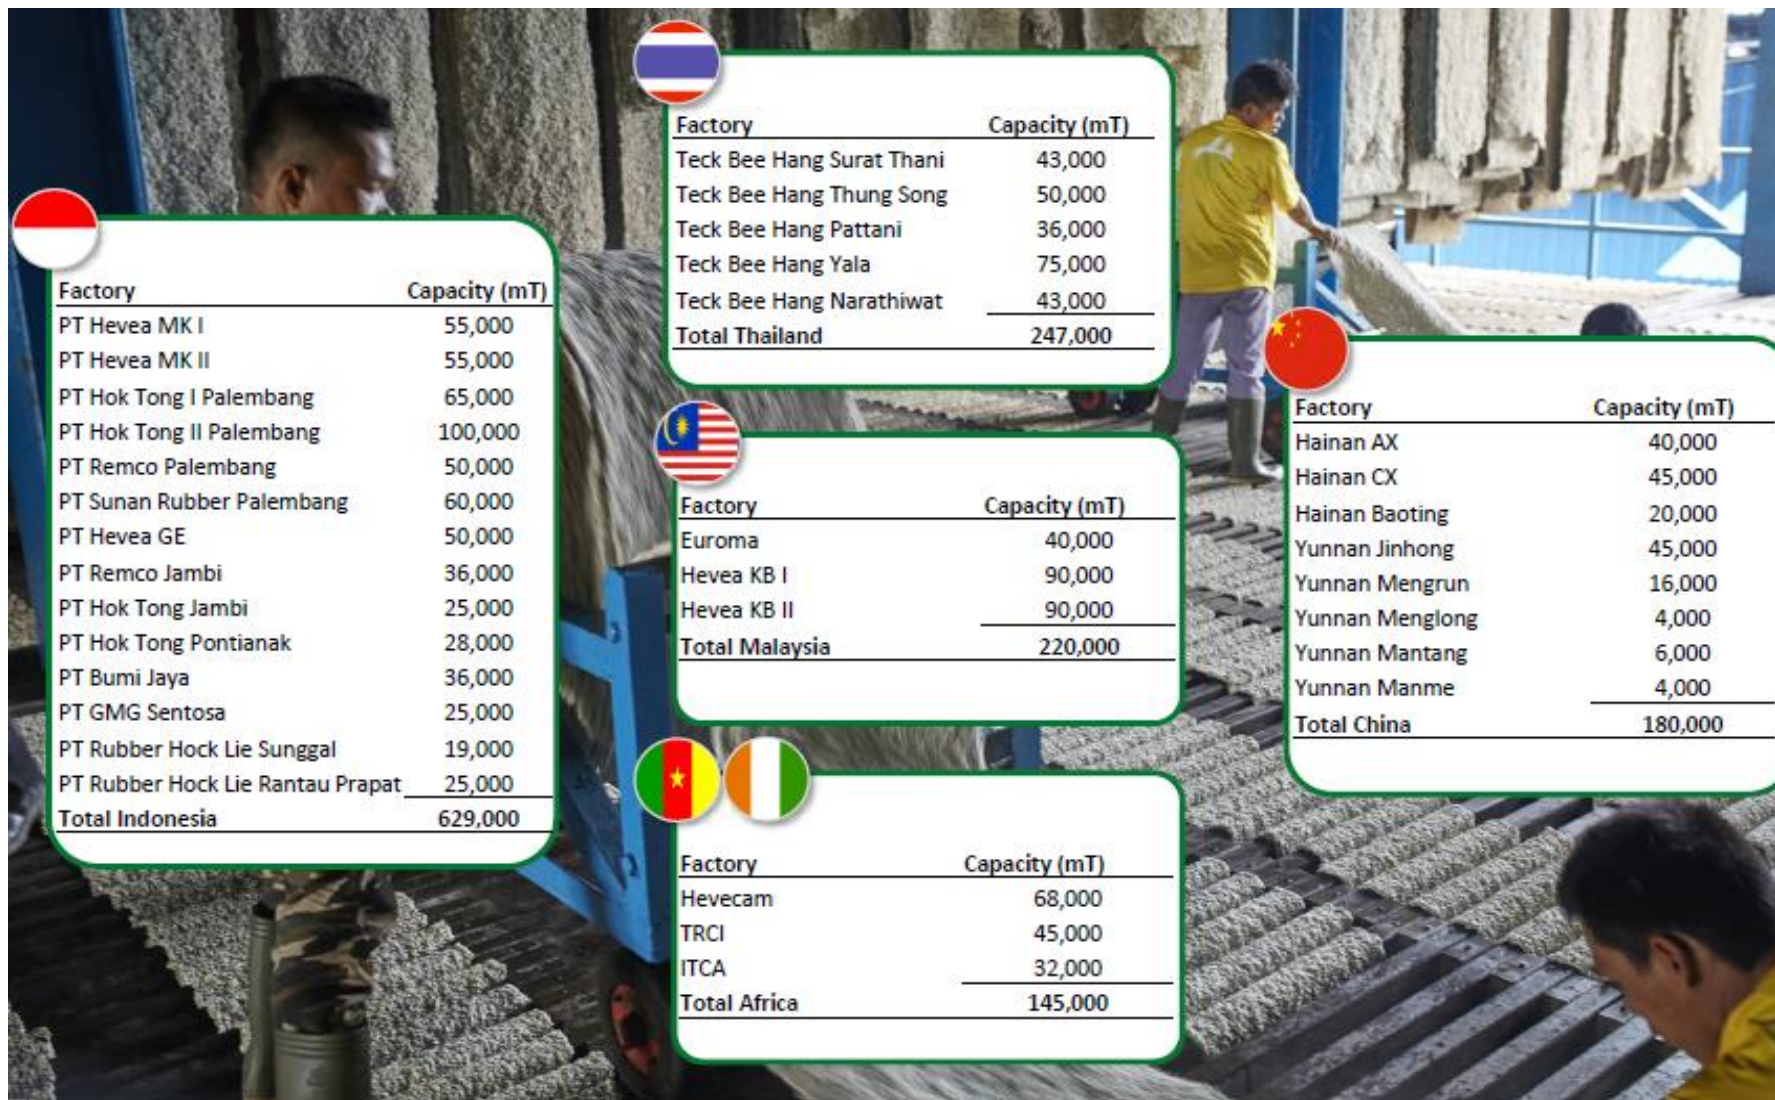 Factory Capacity (mT)
PT Hevea MK I 55,000
PT Hevea MK II 55,000
PT Hok Tong I Palembang 65,000
PT Hok Tong II Palembang 100,000
PT Remco Palembang 50,000
PT Sunan Rubber Palembang 60,000
PT Hevea GE 50,000
PT Remco Jambi 36,000
PT Hok Tong Jambi 25,000
PT Hok Tong Pontianak 28,000
PT Bumi Jaya 36,000
PT GMG Sentosa 25,000
PT Rubber Hock Lie Sunggal 19,000
PT Rubber Hock Lie Rantau Prapat 25,000
Total Indonesia 629,000
Factory Capacity (mT)
Teck Bee Hang Surat Thani 43,000
Teck Bee Hang Thung Song 50,000
Teck Bee Hang Pattani 36,000
Teck Bee Hang Yala 75,000
Teck Bee Hang Narathiwat 43,000
Total Thailand 247,000
Factory Capacity (mT)
Euroma 40,000
Hevea KB I 90,000
Hevea KB II 90,000
Total Malaysia 220,000
Factory Capacity (mT)
Hevecam 68,000
TRCI 45,000
ITCA 32,000
Total Africa 145,000
Factory Capacity (mT)
Hainan AX 40,000
Hainan CX 45,000
Hainan Baoting 20,000
Yunnan Jinhong 45,000
Yunnan Mengrun 16,000
Yunnan Menglong 4,000
Yunnan Mantang 6,000
Yunnan Manme 4,000
Total China 180,000